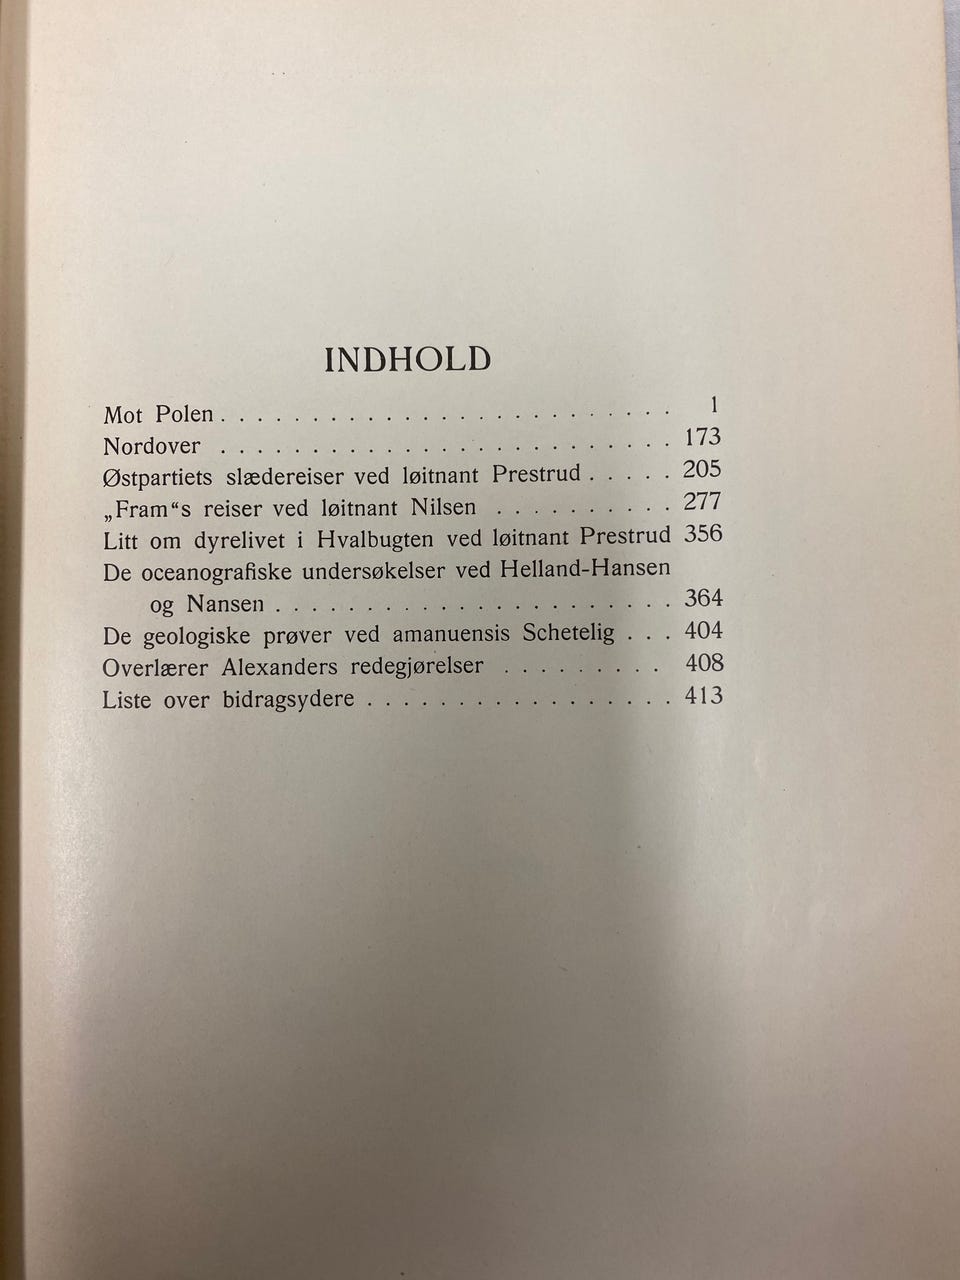 INDHOLD
Mot Polen . . . . . . . . . . . . . . . . . . . . . . . . . 1
Nordover . . . . . . . . . . . . . . . . . . . . . . . . . 173
Østpartiets slædereiser ved løitnant Prestrud . . . . . 205
„Fram“s reiser ved løitnant Nilsen . . . . . . . . . . 277
Litt om dyrelivet i Hvalbugten ved løitnant Prestrud 356
De oceanografiske undersøkelser ved Helland-Hansen
og Nansen . . . . . . . . . . . . . . . . . . . . . . 364
De geologiske prøver ved amanuensis Schetelig . . . 404
Overlærer Alexanders redegjørelser . . . . . . . . . 408
Liste over bidragsydere . . . . . . . . . . . . . . . . . 413